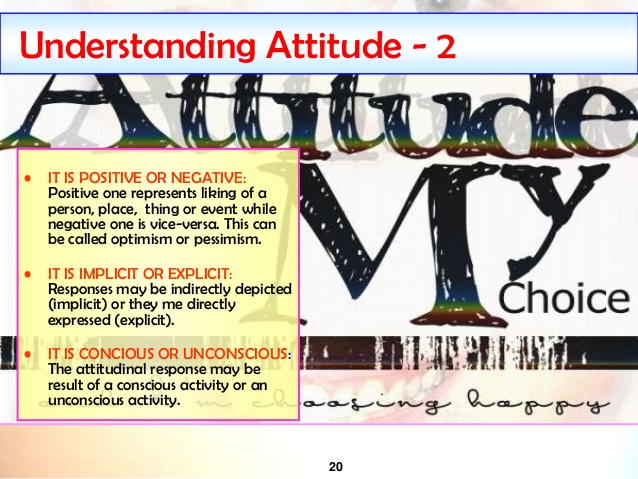 Understanding Attitude - 2
Attitude
• IT IS POSITIVE OR NEGATIVE:
Positive one represents liking of a
person, place, thing or event while
negative one is vice-versa. This can
be called optimism or pessimism.
• IT IS IMPLICIT OR EXPLICIT:
Responses may be indirectly depicted
(implicit) or they me directly
expressed (explicit).
• IT IS CONCIOUS OR UNCONSCIOUS:
The attitudinal response may be
result of a conscious activity or an
unconscious activity.
My
Choice
choosing happy
20